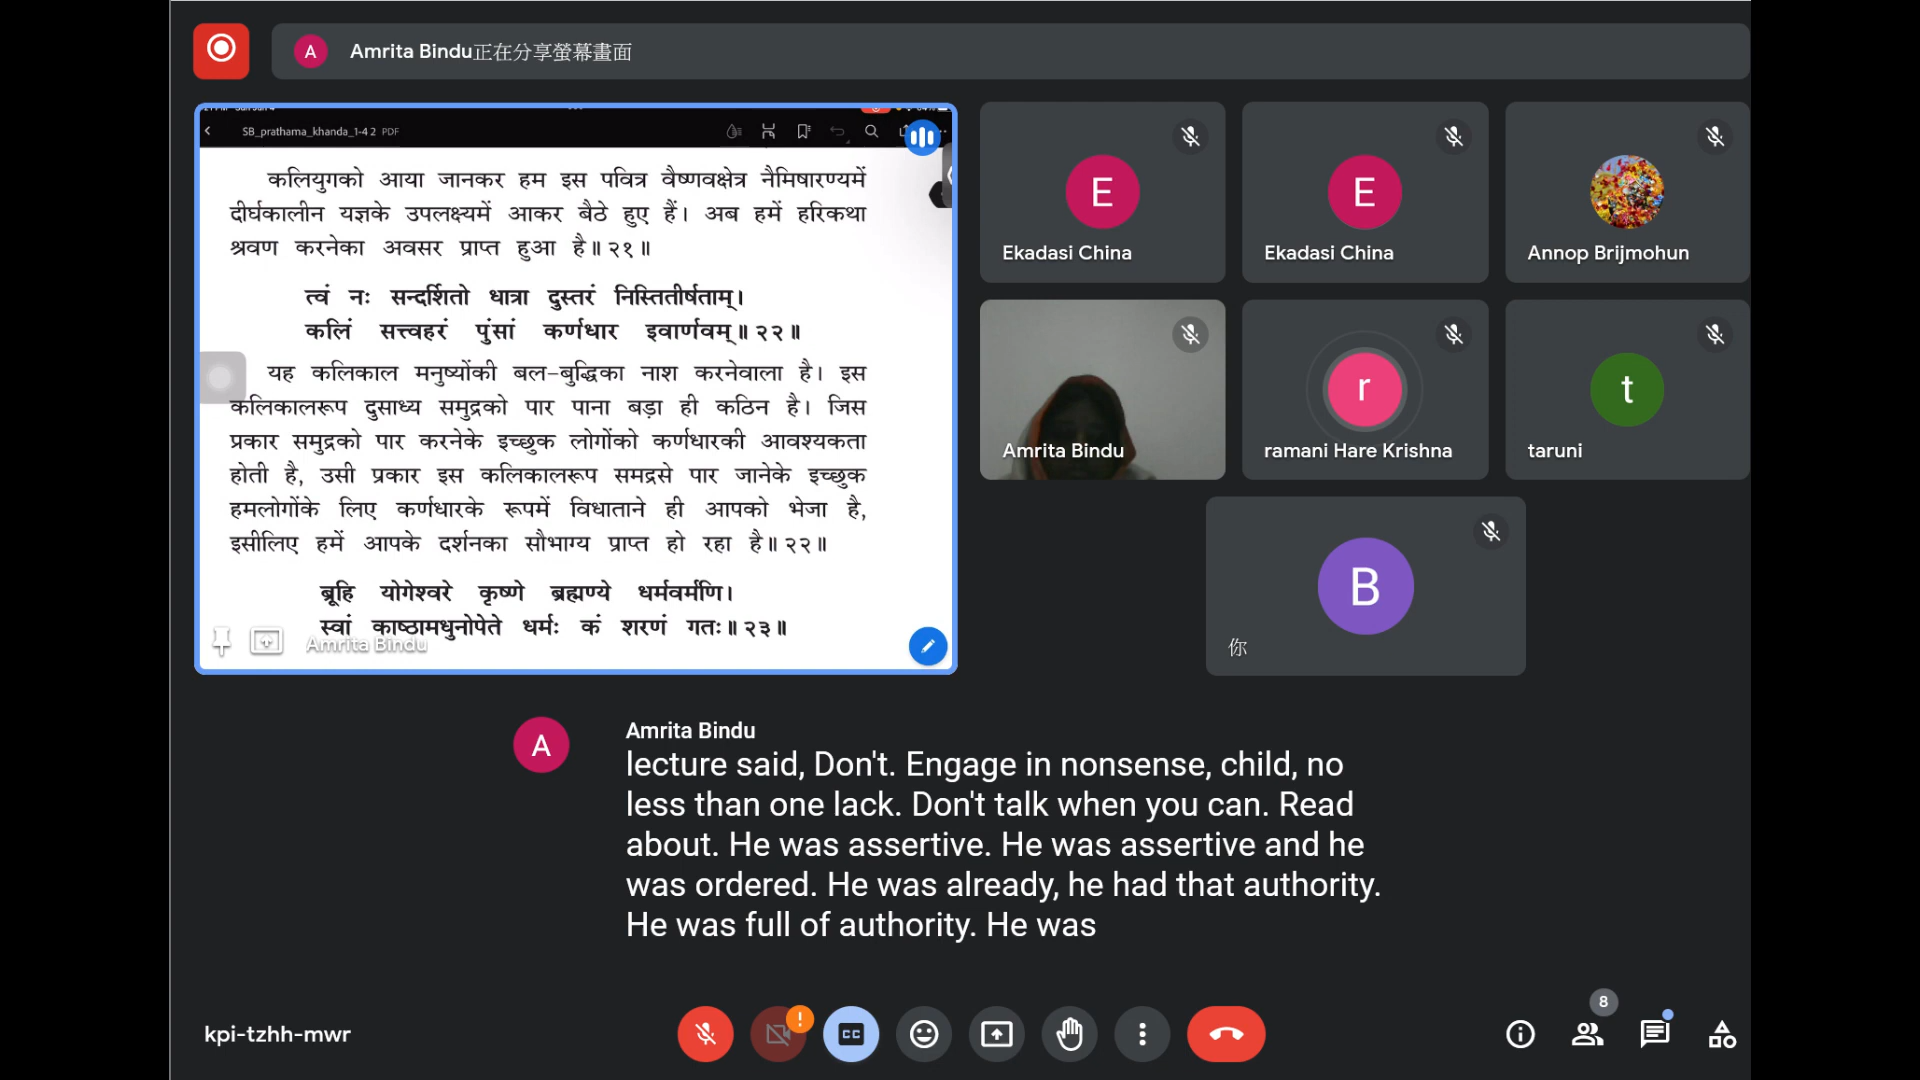 A Amrita Bindu正在分享螢幕畫面
SB_prathama_khanda_1-4 2 PDF
कलियुगको आया जानकर हम इस पवित्र वैष्णवक्षेत्र नैमिषारण्यमें
दीर्घकालीन यज्ञके उपलक्ष्यमें आकर बैठे हुए हैं। अब हमें हरिकथा
श्रवण करनेका अवसर प्राप्त हुआ है॥२१॥
त्वं नः सन्दर्शितो धात्रा दुस्तरं निस्तितीर्षताम्।
कलिं सत्त्वहरं पुंसां कर्णधार इवार्णवम्॥२२॥
यह कलिकाल मनुष्योंकी बल-बुद्धिका नाश करनेवाला है। इस
कलिकालरूप दुसाध्य समुद्रको पार पाना बड़ा ही कठिन है। जिस
प्रकार समुद्रको पार करनेके इच्छुक लोगोंको कर्णधारकी आवश्यकता
होती है, उसी प्रकार इस कलिकालरूप समद्रसे पार जानेके इच्छुक
हमलोगोंके लिए कर्णधारके रूपमें विधाताने ही आपको भेजा है,
इसीलिए हमें आपके दर्शनका सौभाग्य प्राप्त हो रहा है॥२२॥
ब्रूहि योगेश्वरे कृष्णे ब्रह्मण्ये धर्मवर्मणि।
स्वां काष्ठामधुनोपेते धर्मः कं शरणं गतः॥२३॥
Amrita Bindu
E
Ekadasi China
E
Ekadasi China
Annop Brijmohun
Amrita Bindu
r
ramani Hare Krishna
t
taruni
B
你
A
Amrita Bindu
lecture said, Don't. Engage in nonsense, child, no
less than one lack. Don't talk when you can. Read
about. He was assertive. He was assertive and he
was ordered. He was already, he had that authority.
He was full of authority. He was
kpi-tzhh-mwr
!
CC
8